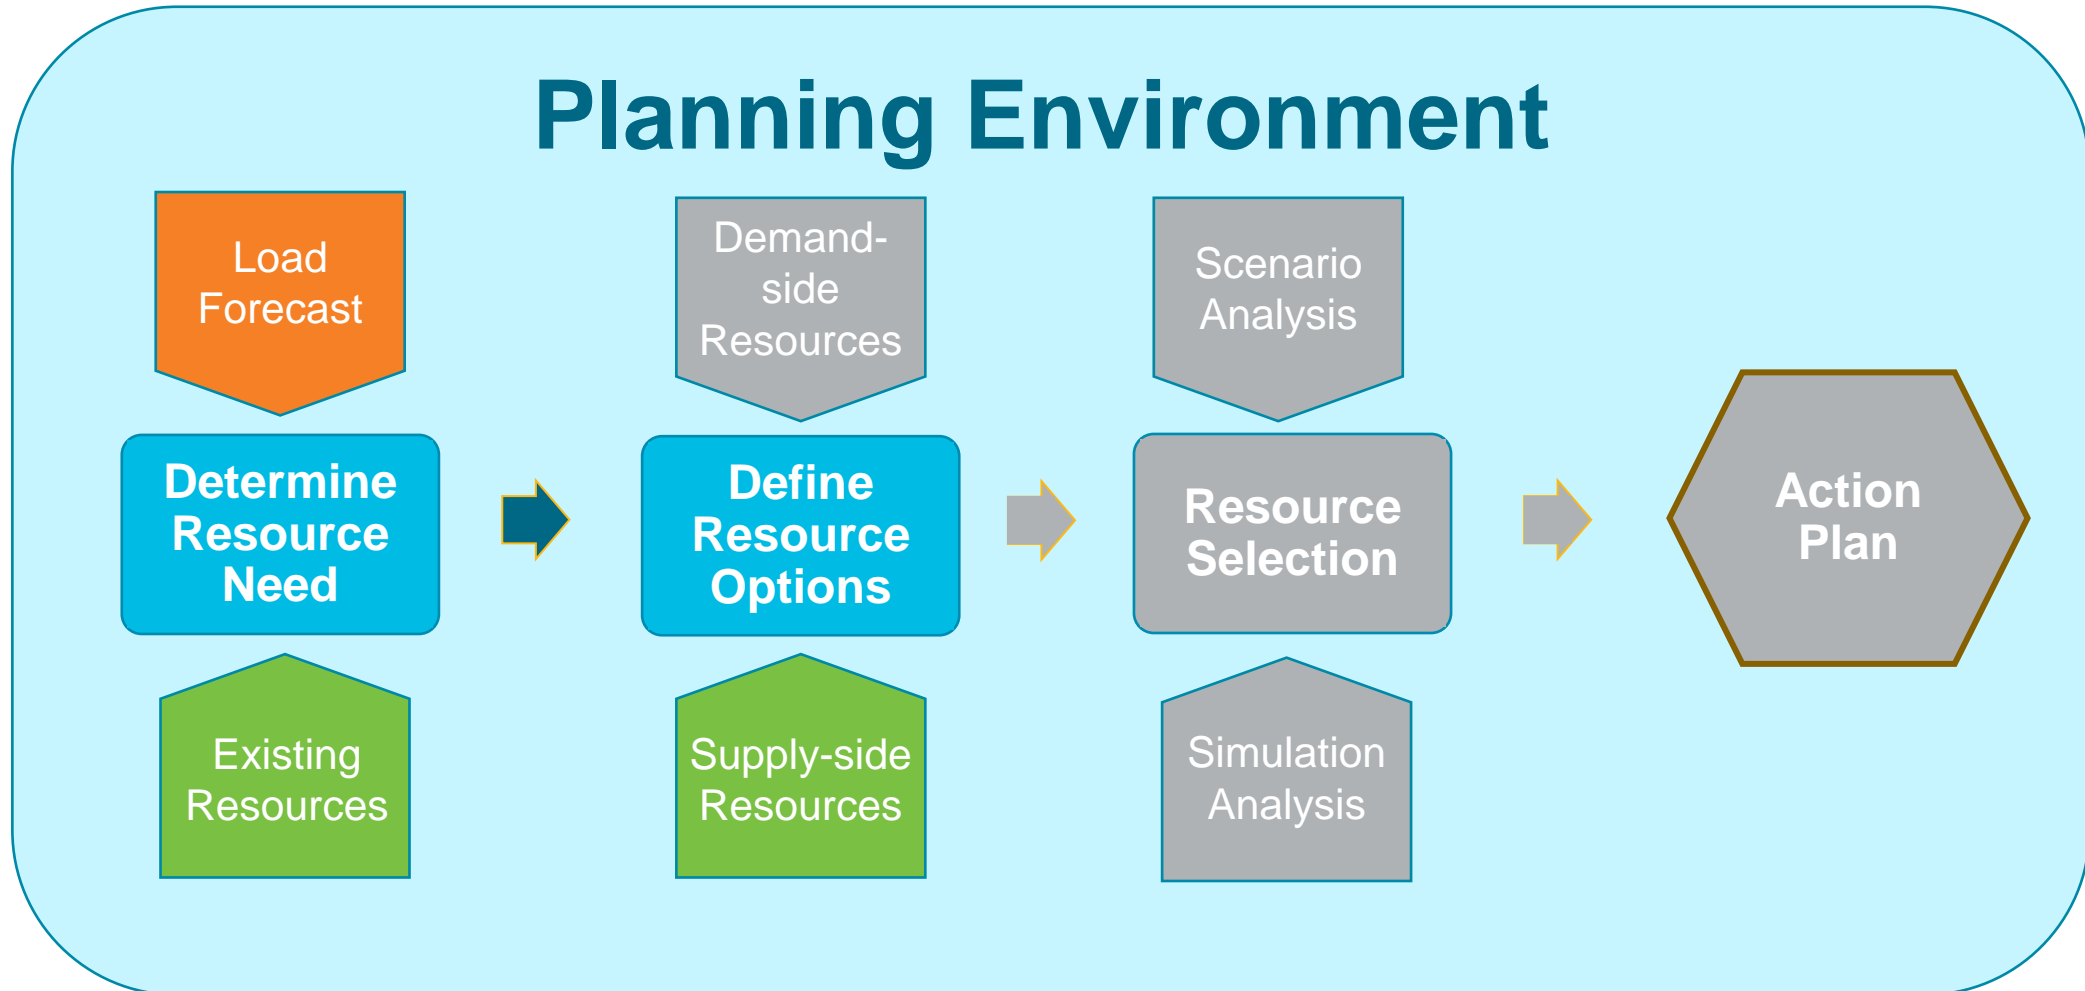 Planning Environment
Load
Forecast
Demand-
side
Resources
Scenario
Analysis
Determine
Resource
Need
Define
Resource
Options
Resource
Selection
Action
Plan
Existing
Resources
Supply-side
Resources
Simulation
Analysis